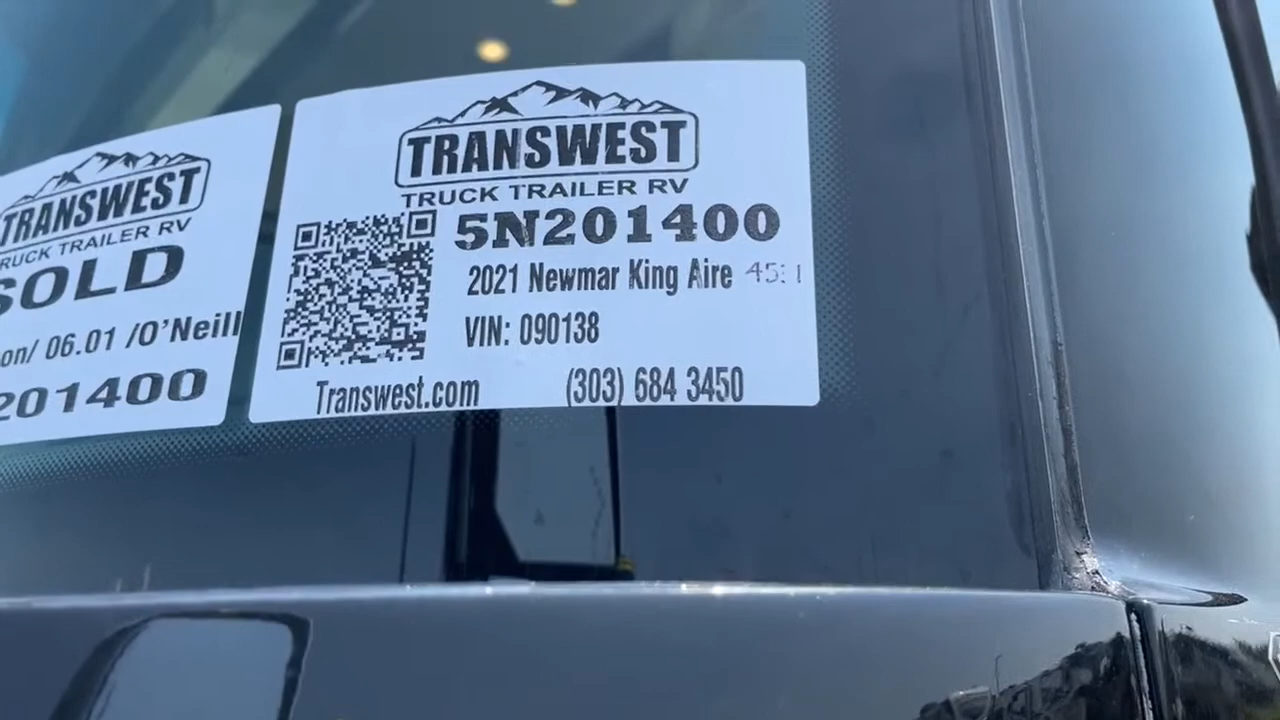 TRANSWEST
TRUCK TRAILER RV
SOLD
on/ 06.01 /O'Neill
201400
TRANSWEST
TRUCK TRAILER RV
5N201400
2021 Newmar King Aire
VIN: 090138
Transwest.com (303) 684 3450